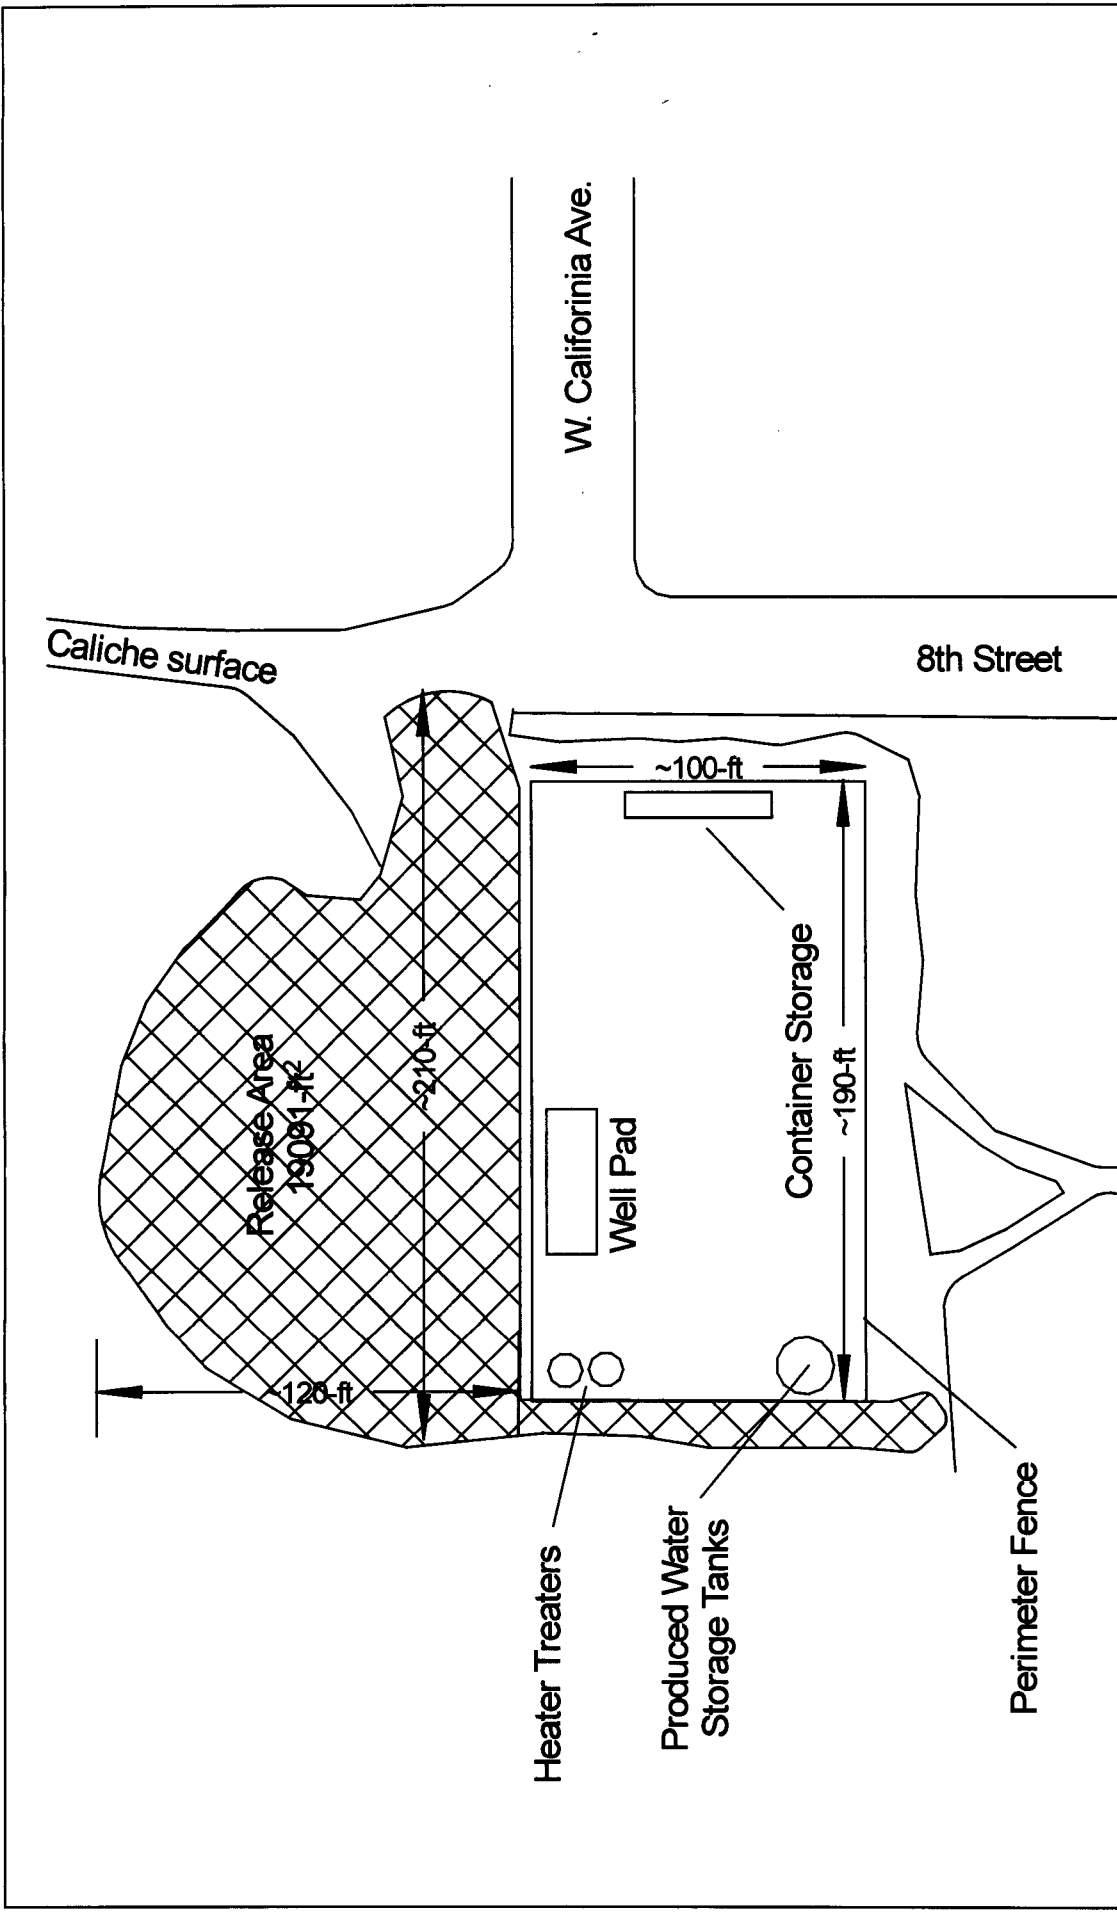 Caliche surface
W. Califorinia Ave.
8th Street
Release Area
19091-ft²
~210-ft
~120-ft
~100-ft
~190-ft
Well Pad
Container Storage
Heater Treaters
Produced Water
Storage Tanks
Perimeter Fence